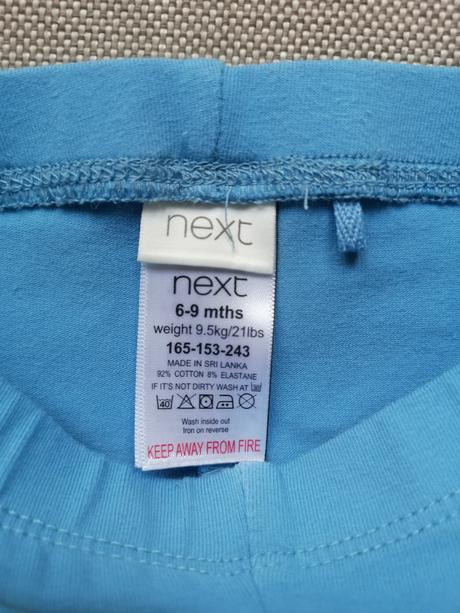 next
next
6-9 mths
weight 9.5kg/21lbs
165-153-243
MADE IN SRI LANKA
92% COTTON 8% ELASTANE
IF IT'S NOT DIRTY WASH AT 30
40
Wash inside out
Iron on reverse
KEEP AWAY FROM FIRE